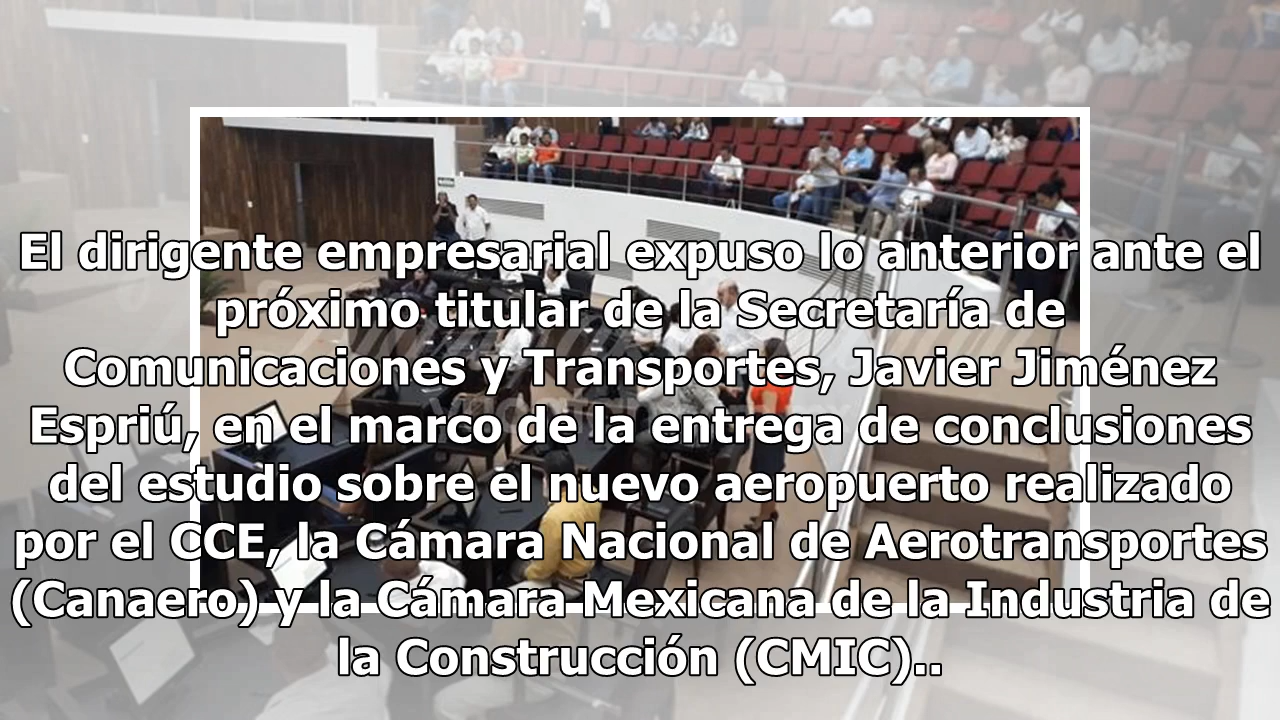 El dirigente empresarial expuso lo anterior ante el
próximo titular de la Secretaría de
Comunicaciones y Transportes, Javier Jiménez
Espriú, en el marco de la entrega de conclusiones
del estudio sobre el nuevo aeropuerto realizado
por el CCE, la Cámara Nacional de Aerotransportes
(Canaero) y la Cámara Mexicana de la Industria de
la Construcción (CMIC)..